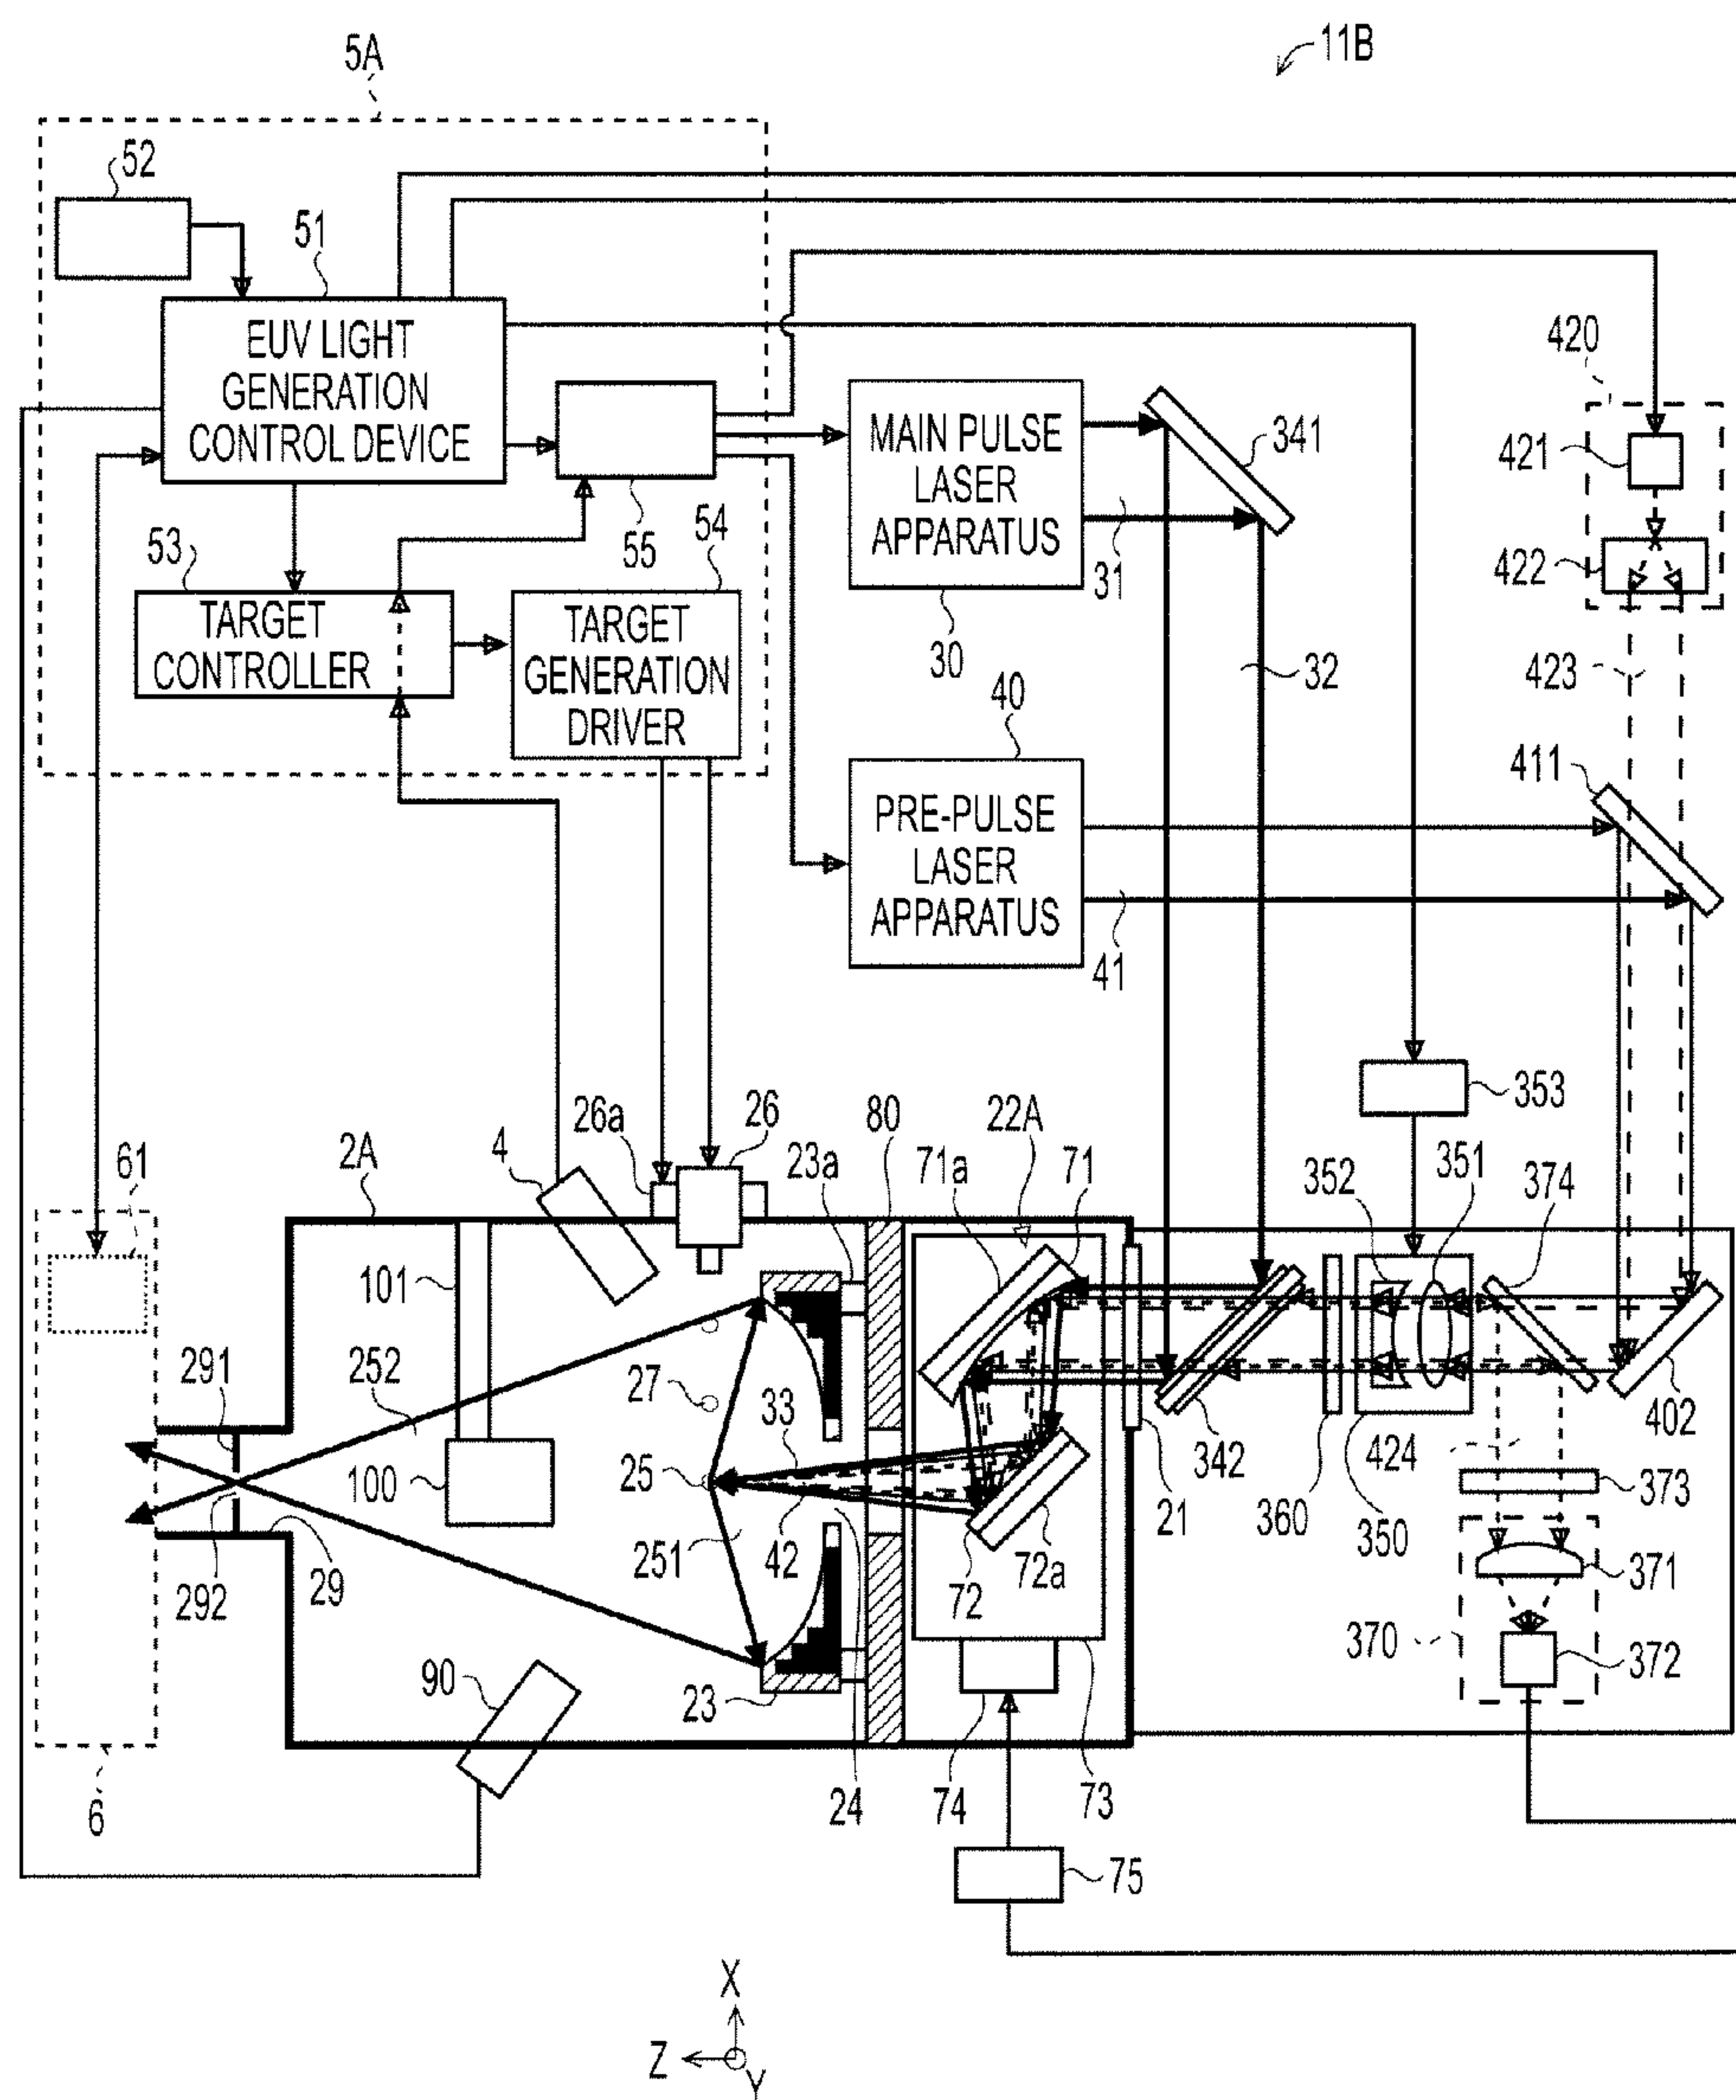 11B
5A
52
51
EUV LIGHT
GENERATION
CONTROL DEVICE
420
421
422
423
MAIN PULSE
LASER
APPARATUS
341
31
30
32
55
54
53
TARGET
CONTROLLER
TARGET
GENERATION
DRIVER
40
PRE-PULSE
LASER
APPARATUS
41
411
353
26a
26
80
22A
4
23a
71a
71
352
351
374
61
2A
101
291
252
27
33
25
100
342
424
402
21
360
350
373
251
42
72
72a
371
292
29
370
372
90
23
24
74
73
6
75
X
Z
Y